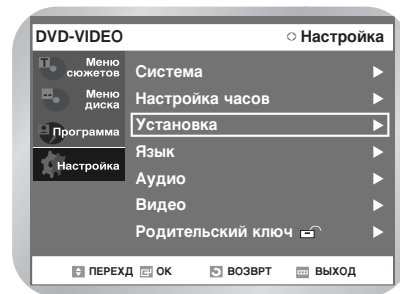 DVD-VIDEO
Настройка
Меню сюжетов
Меню диска
Программа
Настройка
Система
Настройка часов
Установка
Язык
Аудио
Видео
Родительский ключ
ПЕРЕХД
ОК
ВОЗВРТ
ВЫХОД